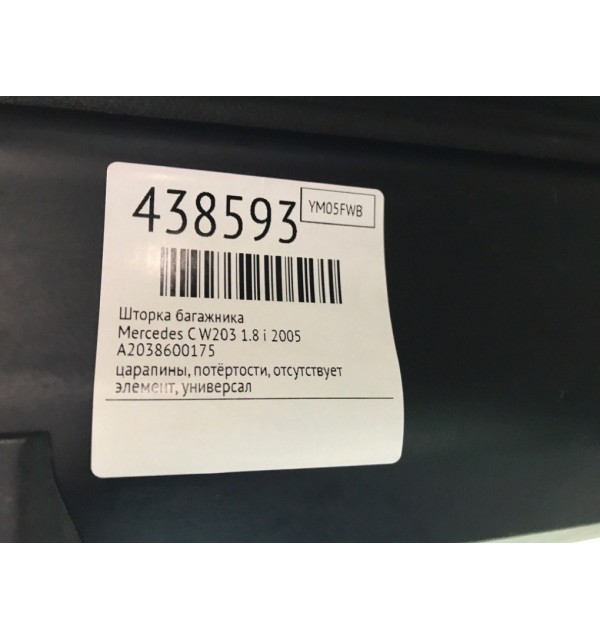 438593
YM05FWB
Шторка багажника
Mercedes C W203 1.8 i 2005
A2038600175
царапины, потёртости, отсутствует
элемент, универсал